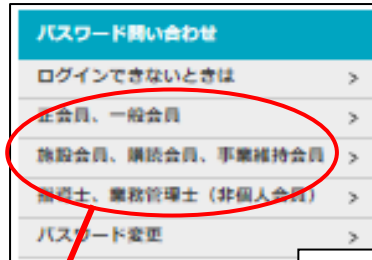 パスワード問い合わせ
ログインできないときは >
正会員、一般会員 >
施設会員、購読会員、事業維持会員 >
指導士、業務管理士（非個人会員） >
パスワード変更 >